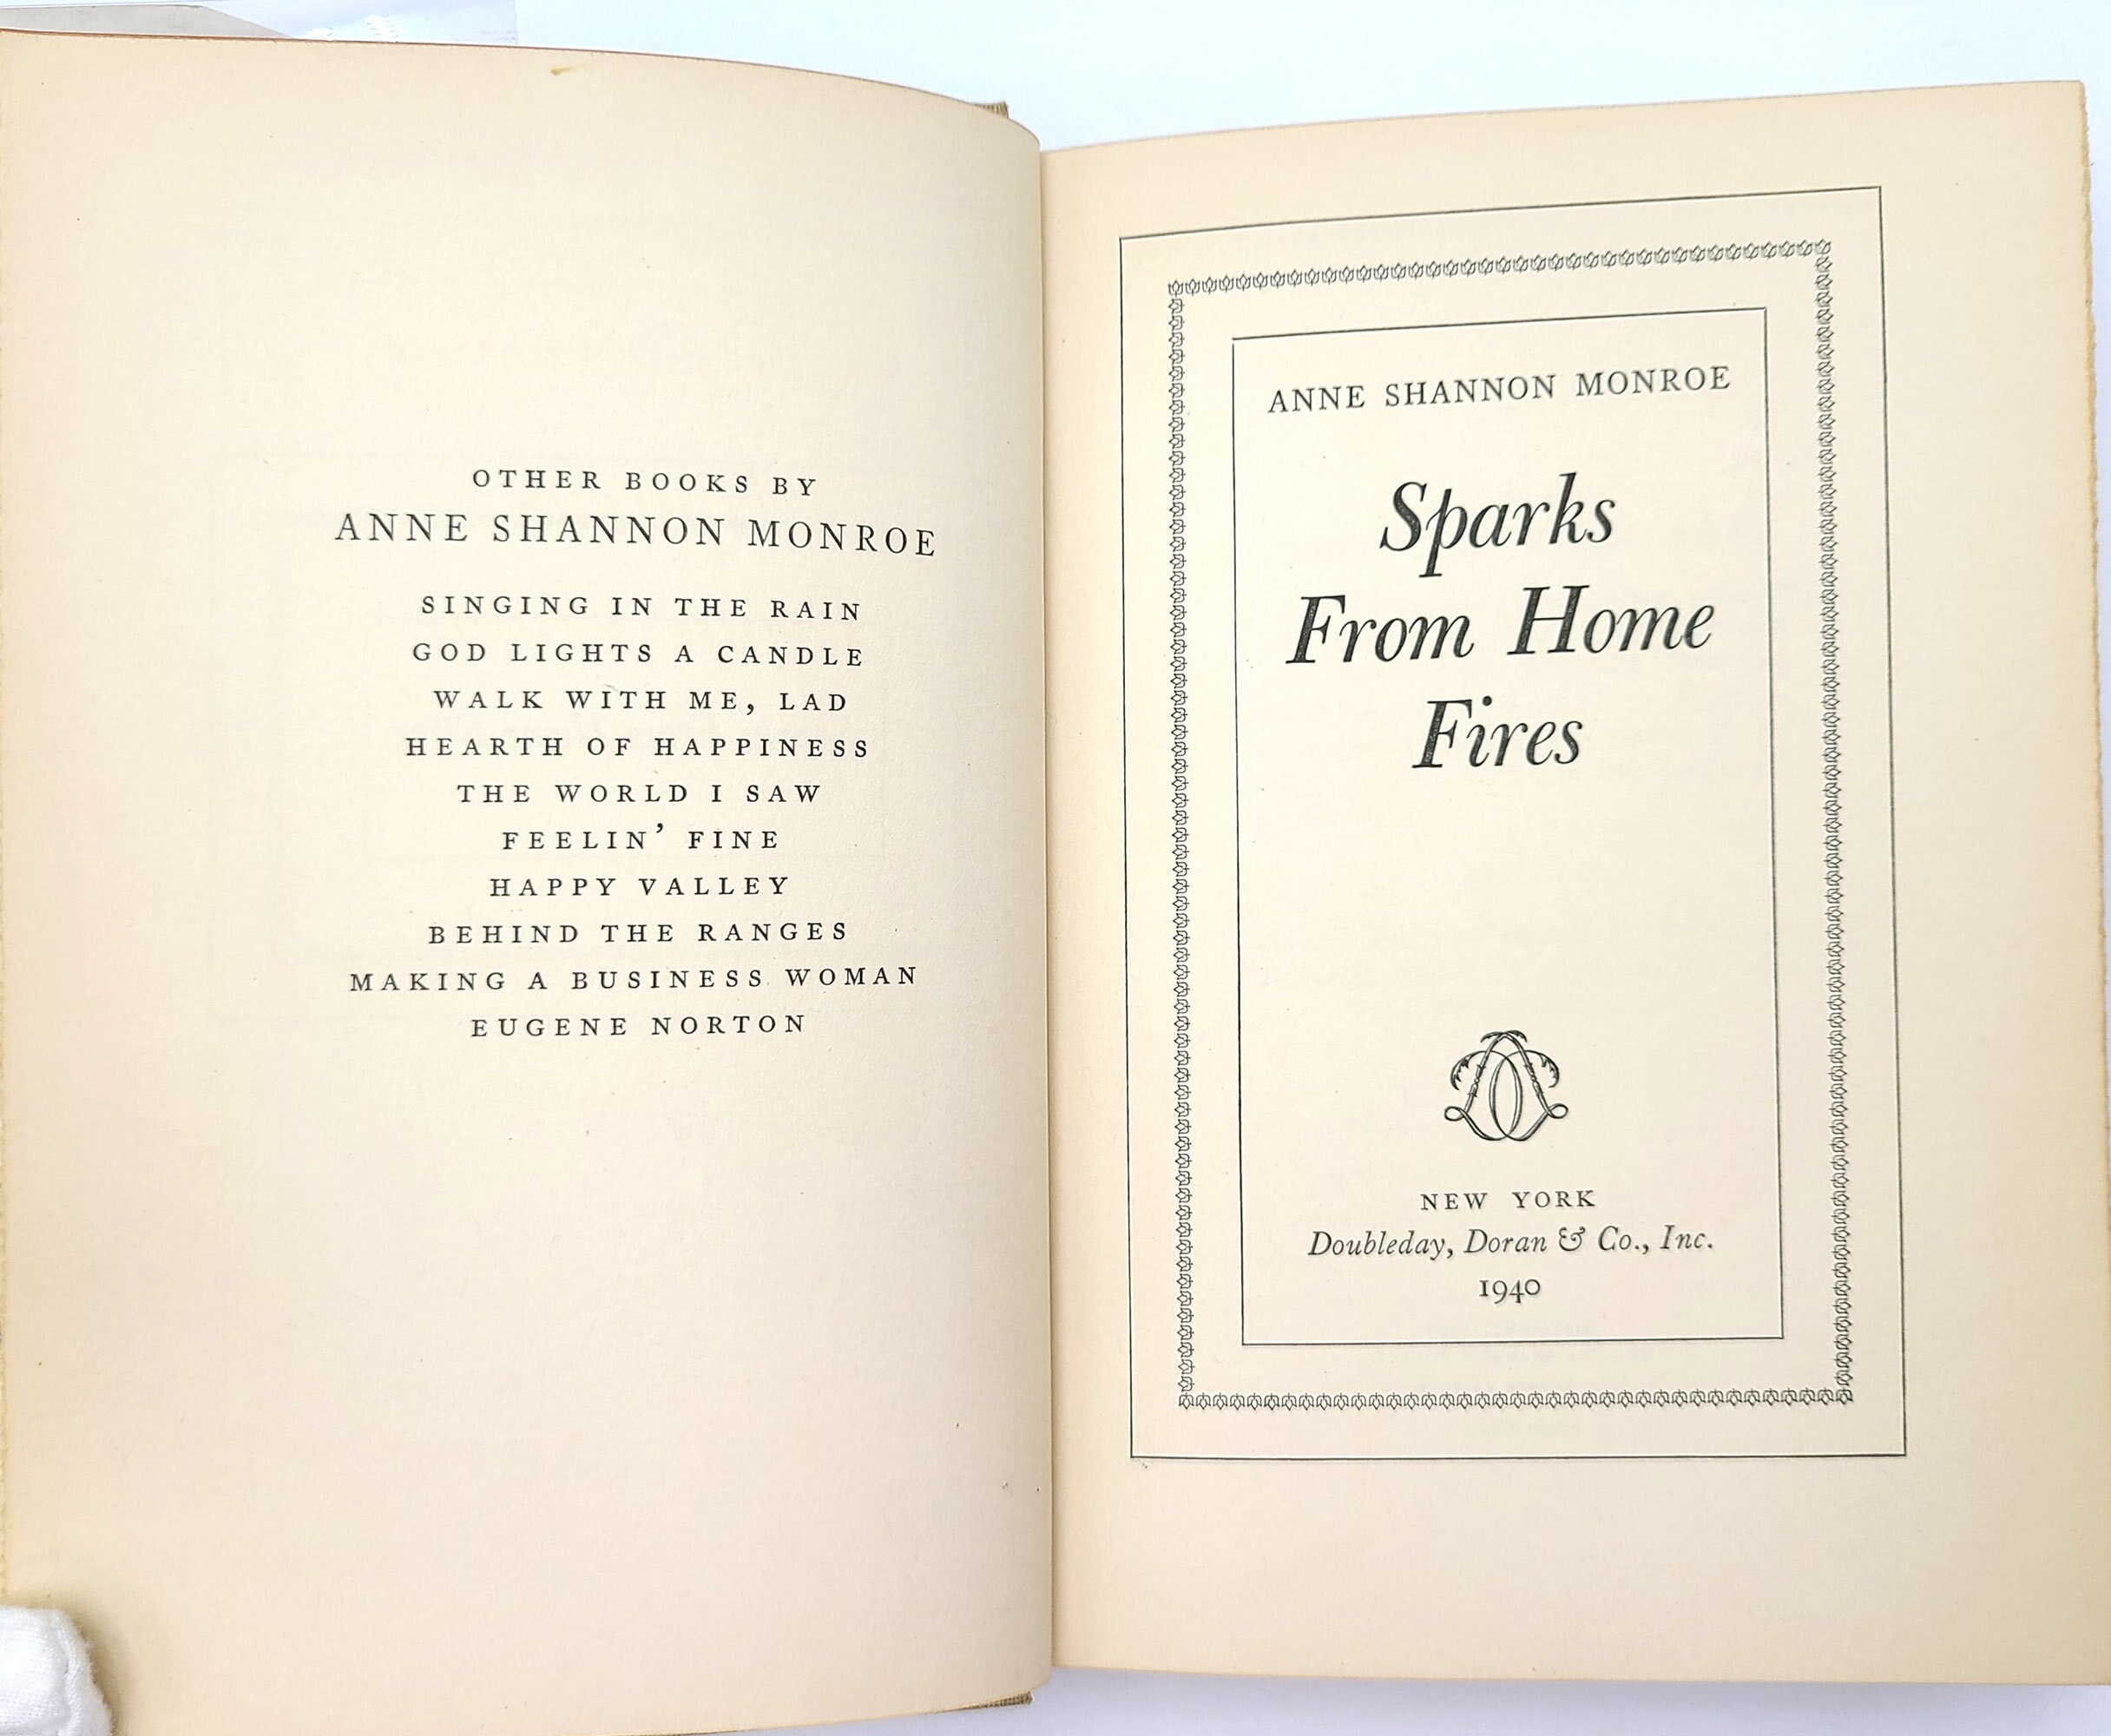 OTHER BOOKS BY
ANNE SHANNON MONROE
SINGING IN THE RAIN
GOD LIGHTS A CANDLE
WALK WITH ME, LAD
HEARTH OF HAPPINESS
THE WORLD I SAW
FEELIN' FINE
HAPPY VALLEY
BEHIND THE RANGES
MAKING A BUSINESS WOMAN
EUGENE NORTON
ANNE SHANNON MONROE
Sparks
From Home
Fires
NEW YORK
Doubleday, Doran & Co., Inc.
1940